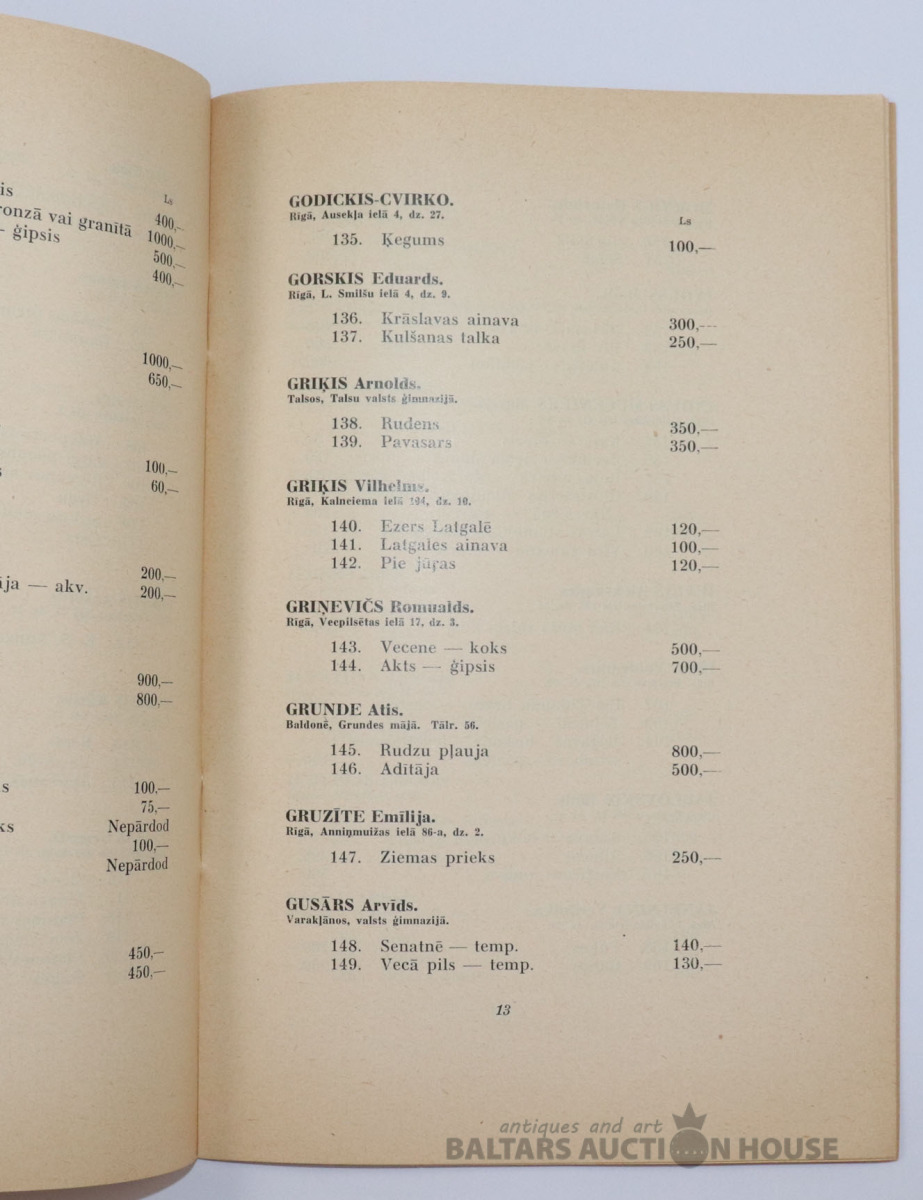 Ls
vai granītā 400,—
— ģipsis 1000,—
500,—
400,—
1000,—
650,—
100,—
60,—
200,—
— akv. 200,—
900,—
800,—
100,—
75,—
Nepārdod
100,—
Nepārdod
450,—
450,—
GODICKIS-CVIRKO.
Rīgā, Ausekļa ielā 4, dz. 27.
Ls
135. Ķegums 100,—
GORSKIS Eduards.
Rīgā, L. Smilšu ielā 4, dz. 9.
136. Krāslavas ainava 300,—
137. Kulšanas talka 250,—
GRIĶIS Arnolds.
Talsos, Talsu valsts ģimnazijā.
138. Rudens 350,—
139. Pavasars 350,—
GRIĶIS Vilhelms.
Rīgā, Kalnciema ielā 104, dz. 10.
140. Ezers Latgalē 120,—
141. Latgales ainava 100,—
142. Pie jūŗas 120,—
GRIŅEVIČS Romualds.
Rīgā, Vecpilsētas ielā 17, dz. 3.
143. Vecene — koks 500,—
144. Akts — ģipsis 700,—
GRUNDE Atis.
Baldonē, Grundes mājā. Tālr. 56.
145. Rudzu pļauja 800,—
146. Adītāja 500,—
GRUZĪTE Emīlija.
Rīgā, Anniņmuižas ielā 86-a, dz. 2.
147. Ziemas prieks 250,—
GUSĀRS Arvīds.
Varakļānos, valsts ģimnazijā.
148. Senatnē — temp. 140,—
149. Vecā pils — temp. 130,—
13
antiques and art
BALTARS AUCTION HOUSE